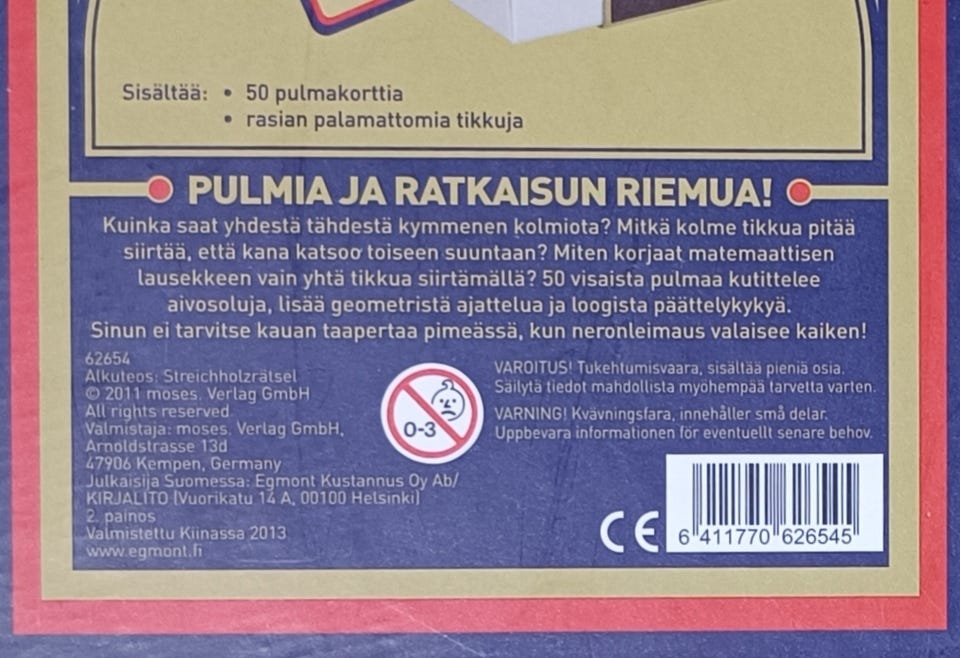 Sisältää: • 50 pulmakorttia
• rasian palamattomia tikkuja
PULMIA JA RATKAISUN RIEMUA!
Kuinka saat yhdestä tähdestä kymmenen kolmiota? Mitkä kolme tikkua pitää
siirtää, että kana katsoo toiseen suuntaan? Miten korjaat matemaattisen
lausekkeen vain yhtä tikkua siirtämällä? 50 visaista pulmaa kutittelee
aivosoluja, lisää geometristä ajattelua ja loogista päättelykykyä.
Sinun ei tarvitse kauan taapertaa pimeässä, kun neronleimaus valaisee kaiken!
62654
Alkuteos: Streichholzrätsel
© 2011 moses. Verlag GmbH
All rights reserved.
Valmistaja: moses. Verlag GmbH,
Arnoldstrasse 13d
47906 Kempen, Germany
Julkaisija Suomessa: Egmont Kustannus Oy Ab/
KIRJALITO (Vuorikatu 14 A, 00100 Helsinki)
2. painos
Valmistettu Kiinassa 2013
www.egmont.fi
0-3
VAROITUS! Tukehtumisvaara, sisältää pieniä osia.
Säilytä tiedot mahdollista myöhempää tarvetta varten.
VARNING! Kvävningsfara, innehåller små delar.
Uppbevara informationen för eventuellt senare behov.
CE
6 411770 626545